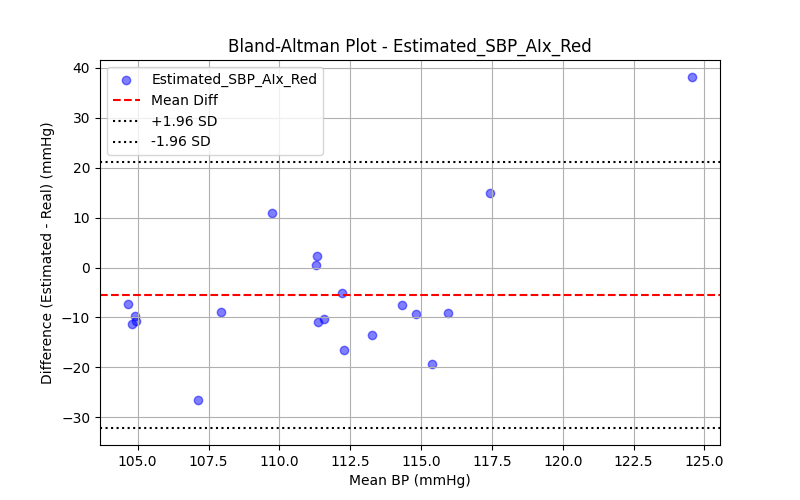 Bland-Altman Plot - Estimated_SBP_AIx_Red
Estimated_SBP_AIx_Red
Mean Diff
+1.96 SD
-1.96 SD
40
30
20
10
0
−10
−20
−30
Difference (Estimated - Real) (mmHg)
105.0 107.5 110.0 112.5 115.0 117.5 120.0 122.5 125.0
Mean BP (mmHg)